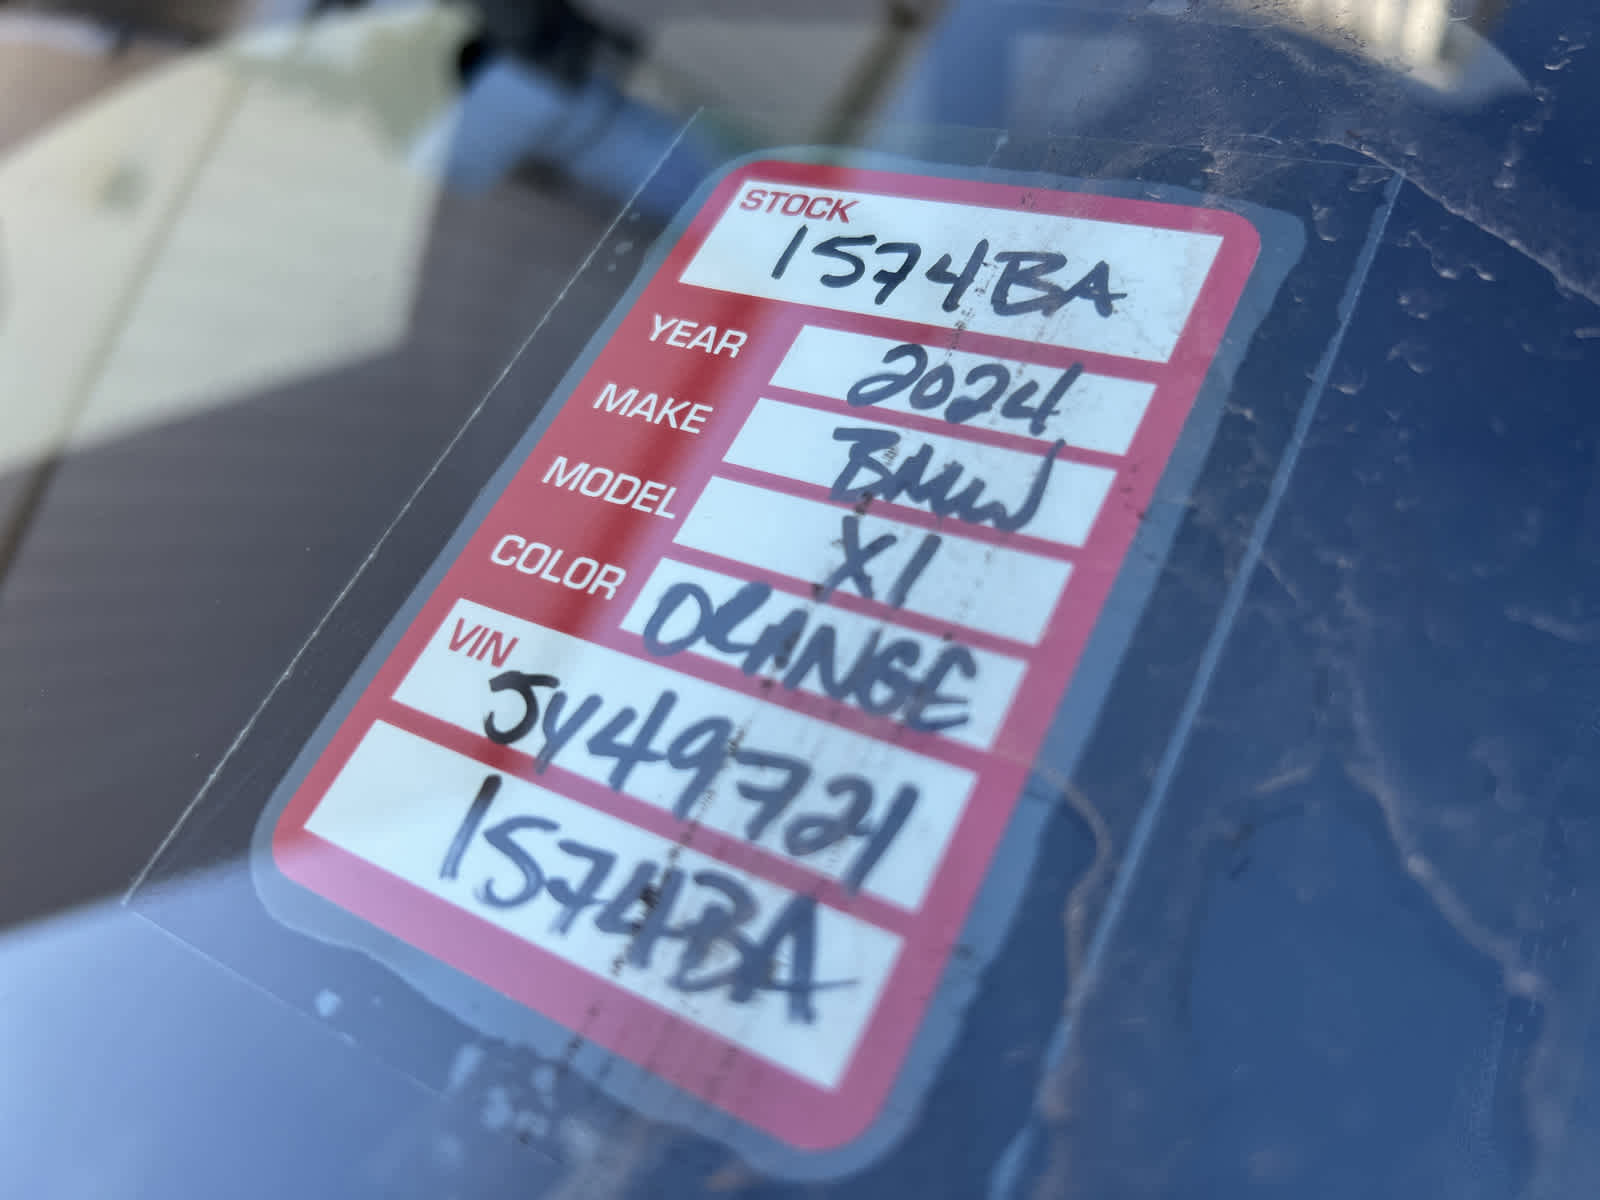 STOCK
1574BA
YEAR 2024
MAKE BMW
MODEL X1
COLOR ORANGE
VIN
5Y49721
1574BA